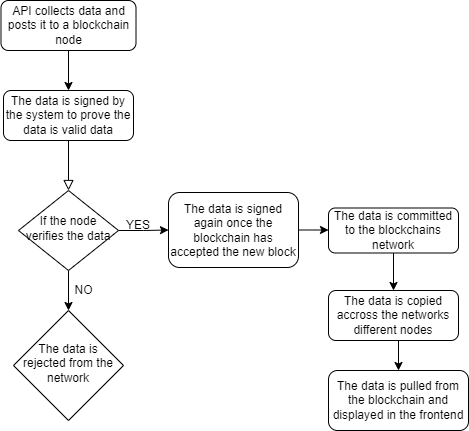 API collects data and
posts it to a blockchain
node
The data is signed by
the system to prove the
data is valid data
If the node
verifies the data
YES
The data is signed
again once the
blockchain has
accepted the new block
The data is committed
to the blockchains
network
NO
The data is copied
accross the networks
different nodes
The data is
rejected from the
network
The data is pulled from
the blockchain and
displayed in the frontend